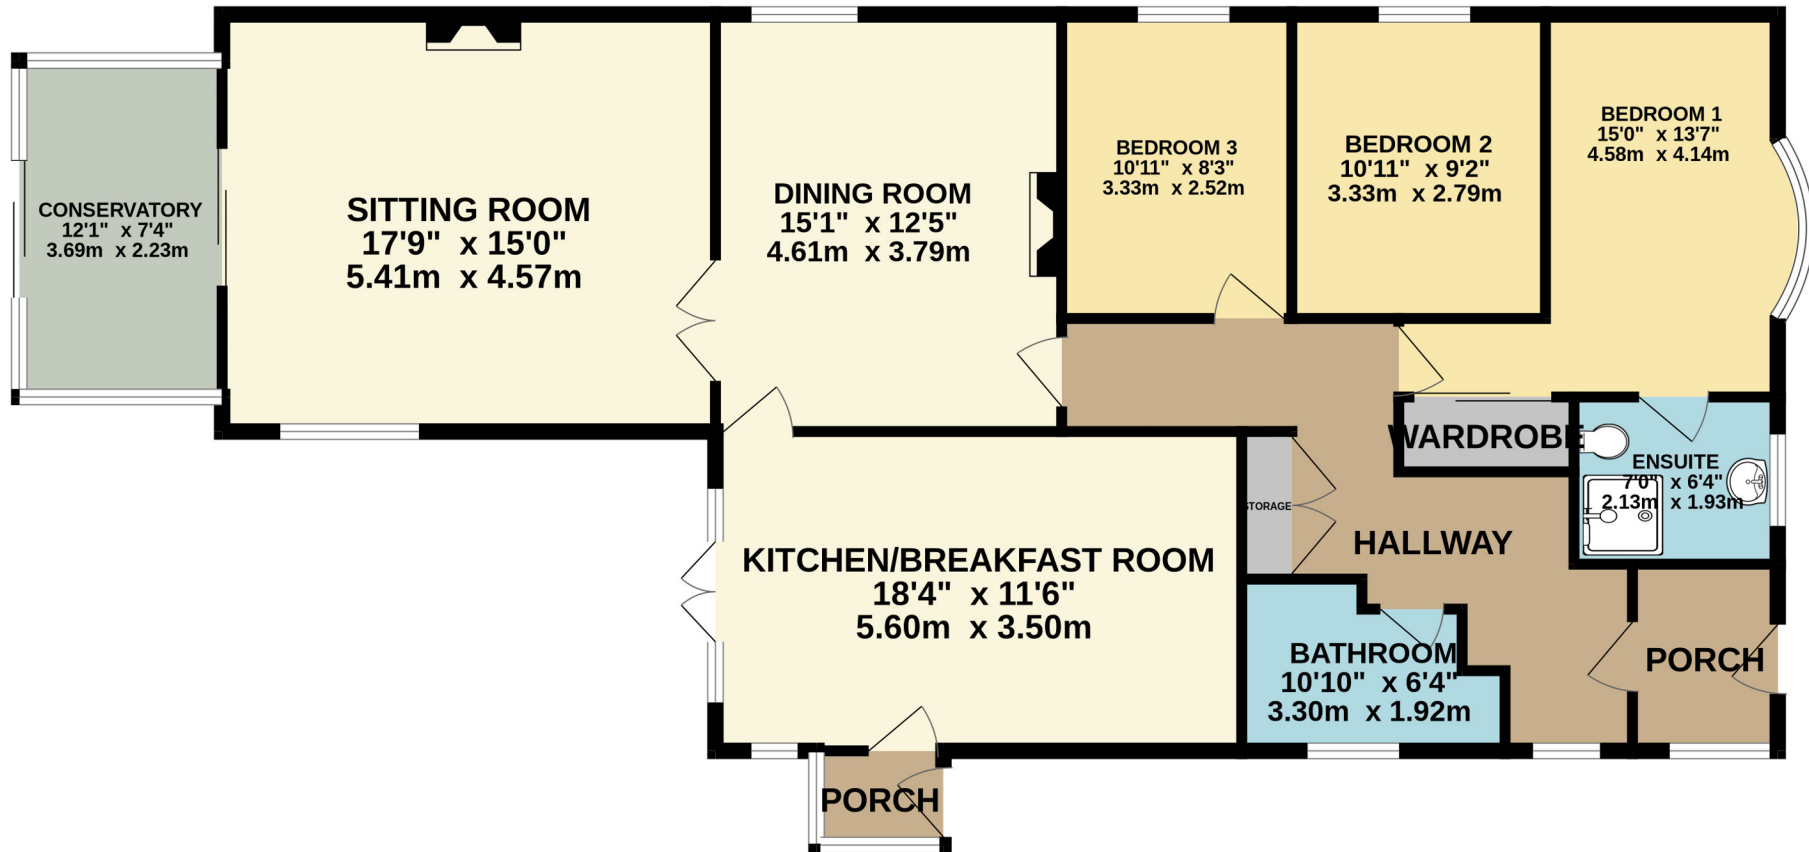 CONSERVATORY
12'1" x 7'4"
3.69m x 2.23m
SITTING ROOM
17'9" x 15'0"
5.41m x 4.57m
DINING ROOM
15'1" x 12'5"
4.61m x 3.79m
BEDROOM 3
10'11" x 8'3"
3.33m x 2.52m
BEDROOM 2
10'11" x 9'2"
3.33m x 2.79m
BEDROOM 1
15'0" x 13'7"
4.58m x 4.14m
WARDROBE
ENSUITE
7'0" x 6'4"
2.13m x 1.93m
STORAGE
HALLWAY
KITCHEN/BREAKFAST ROOM
18'4" x 11'6"
5.60m x 3.50m
BATHROOM
10'10" x 6'4"
3.30m x 1.92m
PORCH
PORCH